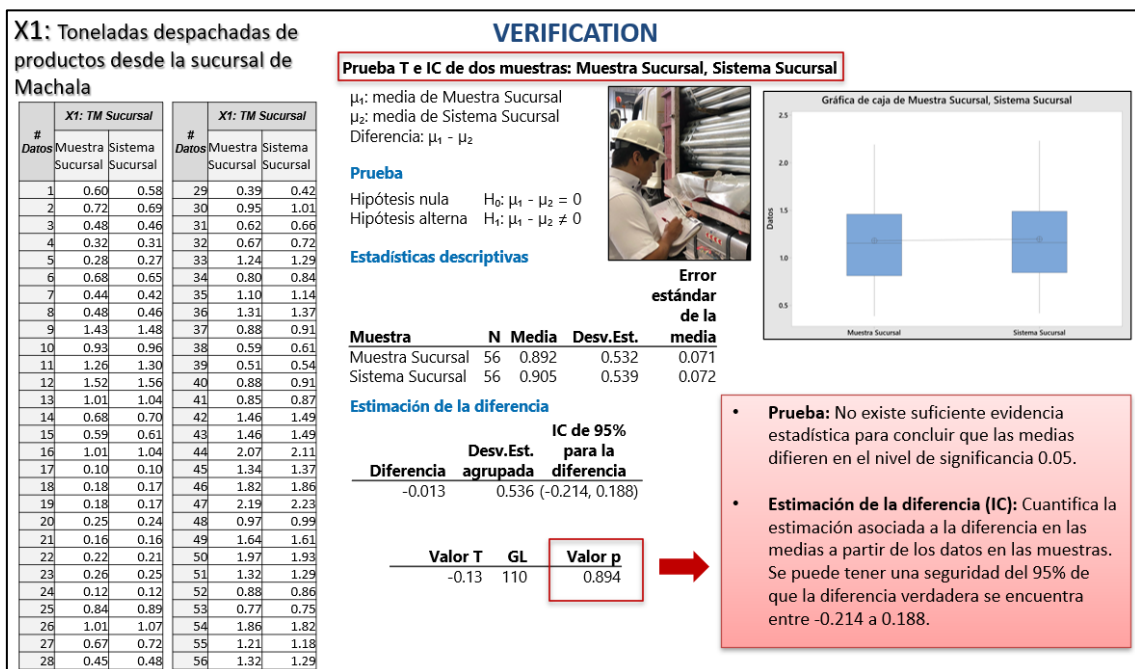 X1: Toneladas despachadas de
productos desde la sucursal de
Machala
# Datos X1: TM Sucursal
Muestra Sucursal Sistema Sucursal
1 0.60 0.58
2 0.72 0.69
3 0.48 0.46
4 0.32 0.31
5 0.28 0.27
6 0.68 0.65
7 0.44 0.42
8 0.48 0.46
9 1.43 1.48
10 0.93 0.96
11 1.26 1.30
12 1.52 1.56
13 1.01 1.04
14 0.68 0.70
15 0.59 0.61
16 1.01 1.04
17 0.10 0.10
18 0.18 0.17
19 0.18 0.17
20 0.25 0.24
21 0.16 0.16
22 0.22 0.21
23 0.26 0.25
24 0.12 0.12
25 0.84 0.89
26 1.01 1.07
27 0.67 0.72
28 0.45 0.48
# Datos X1: TM Sucursal
Muestra Sucursal Sistema Sucursal
29 0.39 0.42
30 0.95 1.01
31 0.62 0.66
32 0.67 0.72
33 1.24 1.29
34 0.80 0.84
35 1.10 1.14
36 1.31 1.37
37 0.88 0.91
38 0.59 0.61
39 0.51 0.54
40 0.88 0.91
41 0.85 0.87
42 1.46 1.49
43 1.46 1.49
44 2.07 2.11
45 1.34 1.37
46 1.82 1.86
47 2.19 2.23
48 0.97 0.99
49 1.64 1.61
50 1.97 1.93
51 1.32 1.29
52 0.88 0.86
53 0.77 0.75
54 1.86 1.82
55 1.21 1.18
56 1.32 1.29
VERIFICATION
Prueba T e IC de dos muestras: Muestra Sucursal, Sistema Sucursal
μ₁: media de Muestra Sucursal
μ₂: media de Sistema Sucursal
Diferencia: μ₁ - μ₂
Prueba
Hipótesis nula H₀: μ₁ - μ₂ = 0
Hipótesis alterna H₁: μ₁ - μ₂ ≠ 0
Estadísticas descriptivas
Error
estándar
de la
Muestra N Media Desv.Est. media
Muestra Sucursal 56 0.892 0.532 0.071
Sistema Sucursal 56 0.905 0.539 0.072
Estimación de la diferencia
IC de 95%
Desv.Est. para la
Diferencia agrupada diferencia
-0.013 0.536 (-0.214, 0.188)
Valor T GL Valor p
-0.13 110 0.894
Gráfica de caja de Muestra Sucursal, Sistema Sucursal
2.5
2.0
1.5
1.0
0.5
Datos
Muestra Sucursal Sistema Sucursal
• Prueba: No existe suficiente evidencia
estadística para concluir que las medias
difieren en el nivel de significancia 0.05.
• Estimación de la diferencia (IC): Cuantifica la
estimación asociada a la diferencia en las
medias a partir de los datos en las muestras.
Se puede tener una seguridad del 95% de
que la diferencia verdadera se encuentra
entre -0.214 a 0.188.